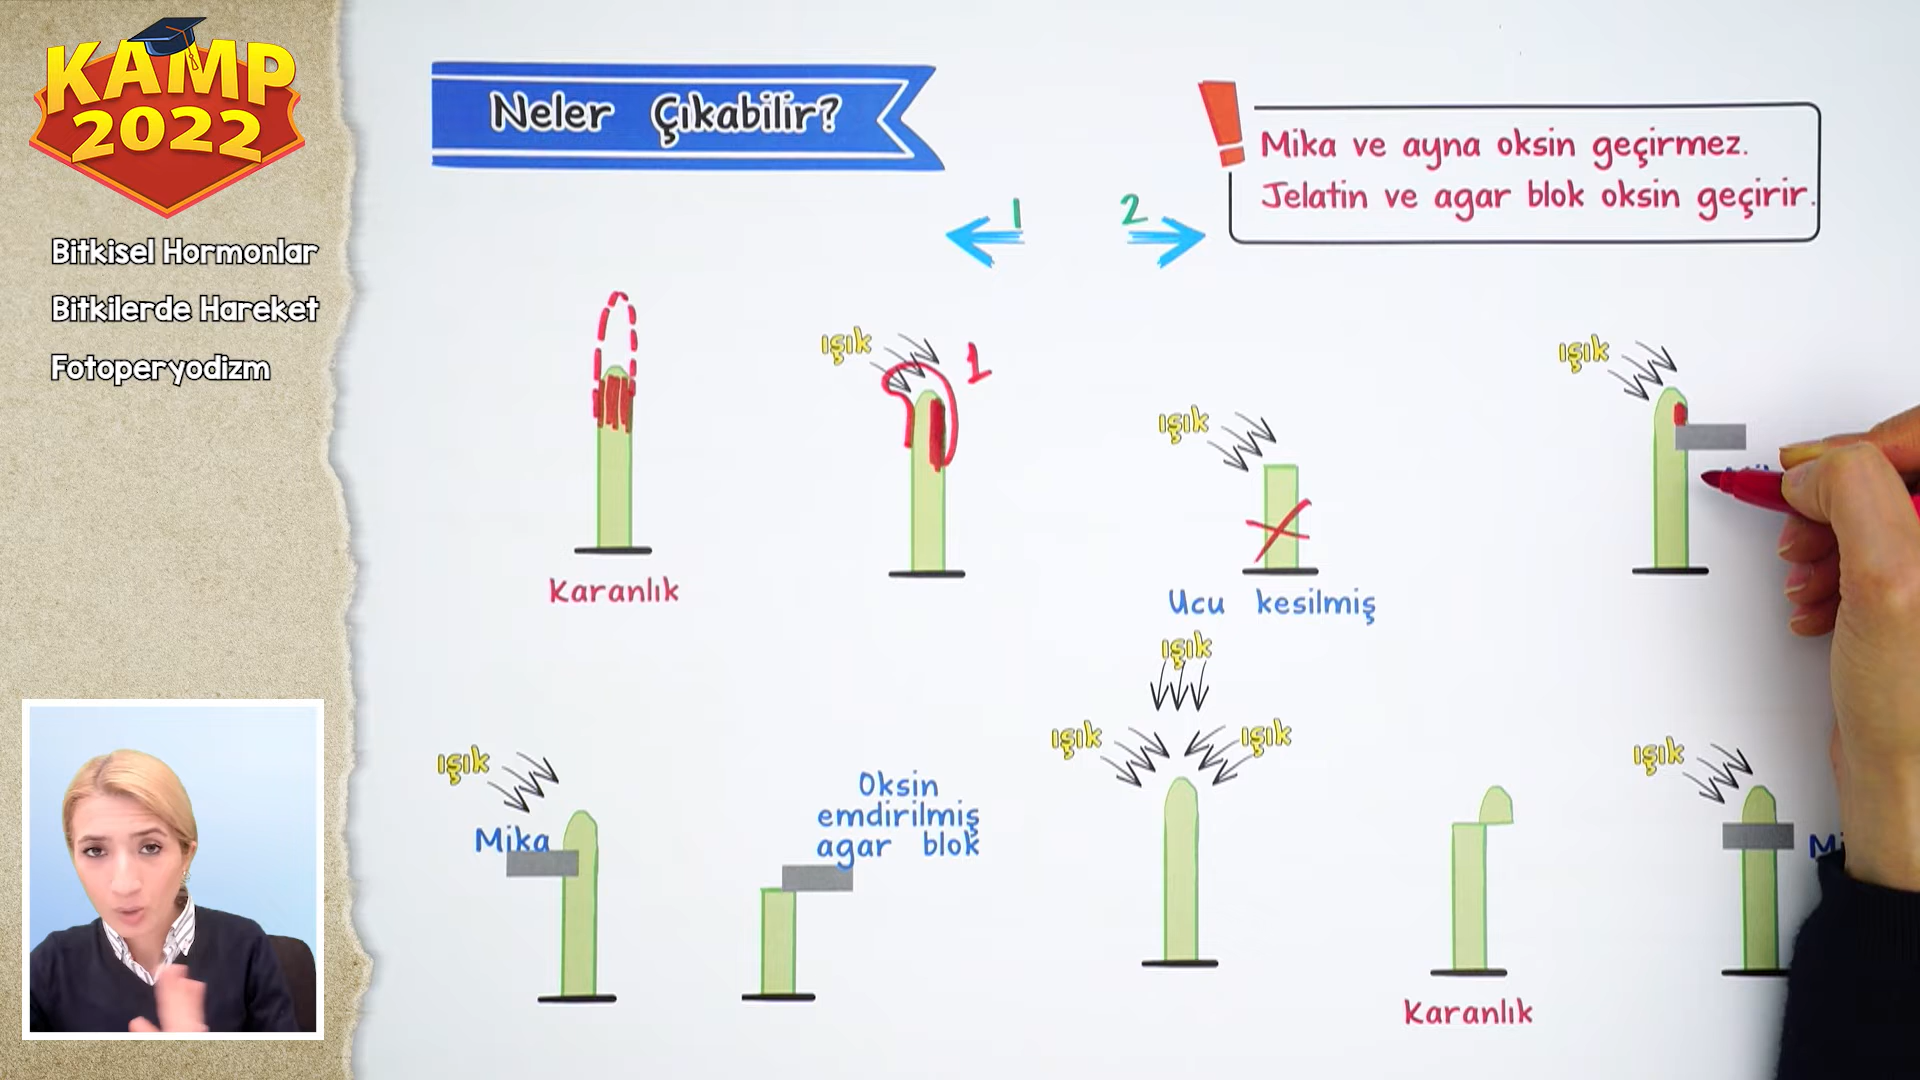 KAMP
2022
Bitkisel Hormonlar
Bitkilerde Hareket
Fotoperyodizm
Neler Çıkabilir?
!
Mika ve ayna oksin geçirmez.
Jelatin ve agar blok oksin geçirir.
1
2
ışık
1
ışık
ışık
Karanlık
Ucu kesilmiş
ışık
ışık
ışık
ışık
Mika
Oksin
emdirilmiş
agar blok
ışık
Karanlık